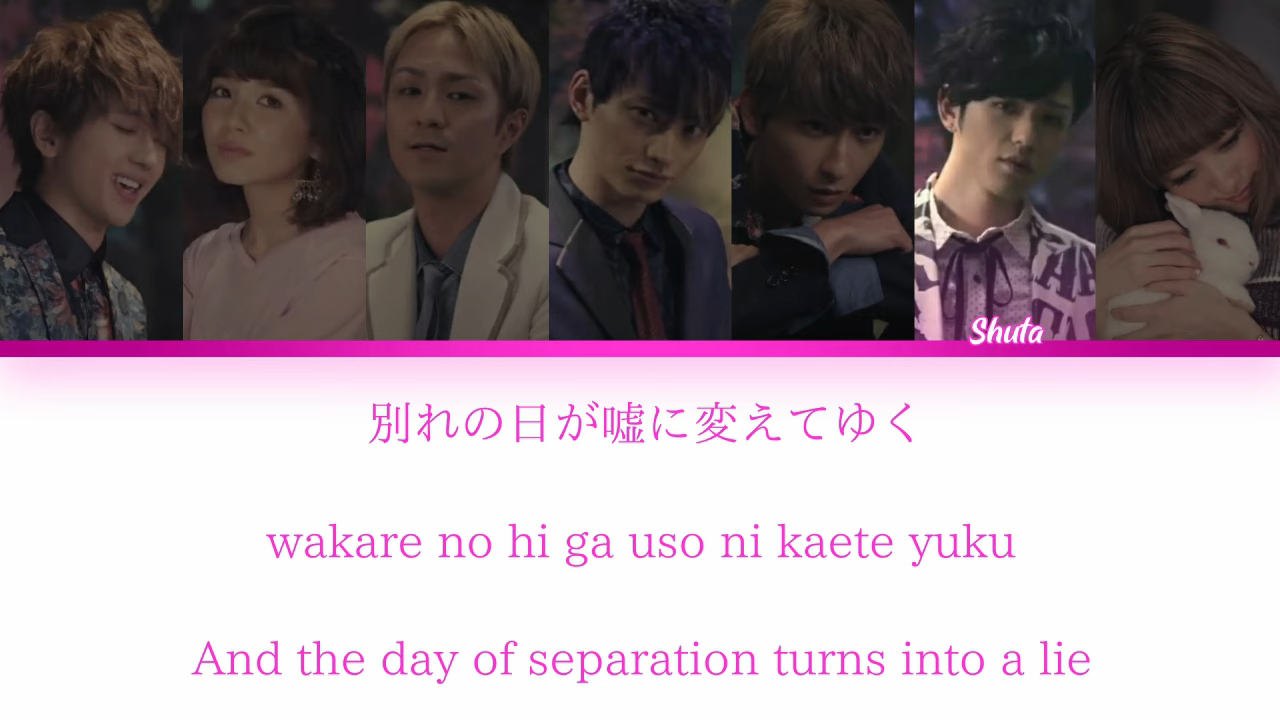 Shuta
別れの日が嘘に変えてゆく
wakare no hi ga uso ni kaete yuku
And the day of separation turns into a lie